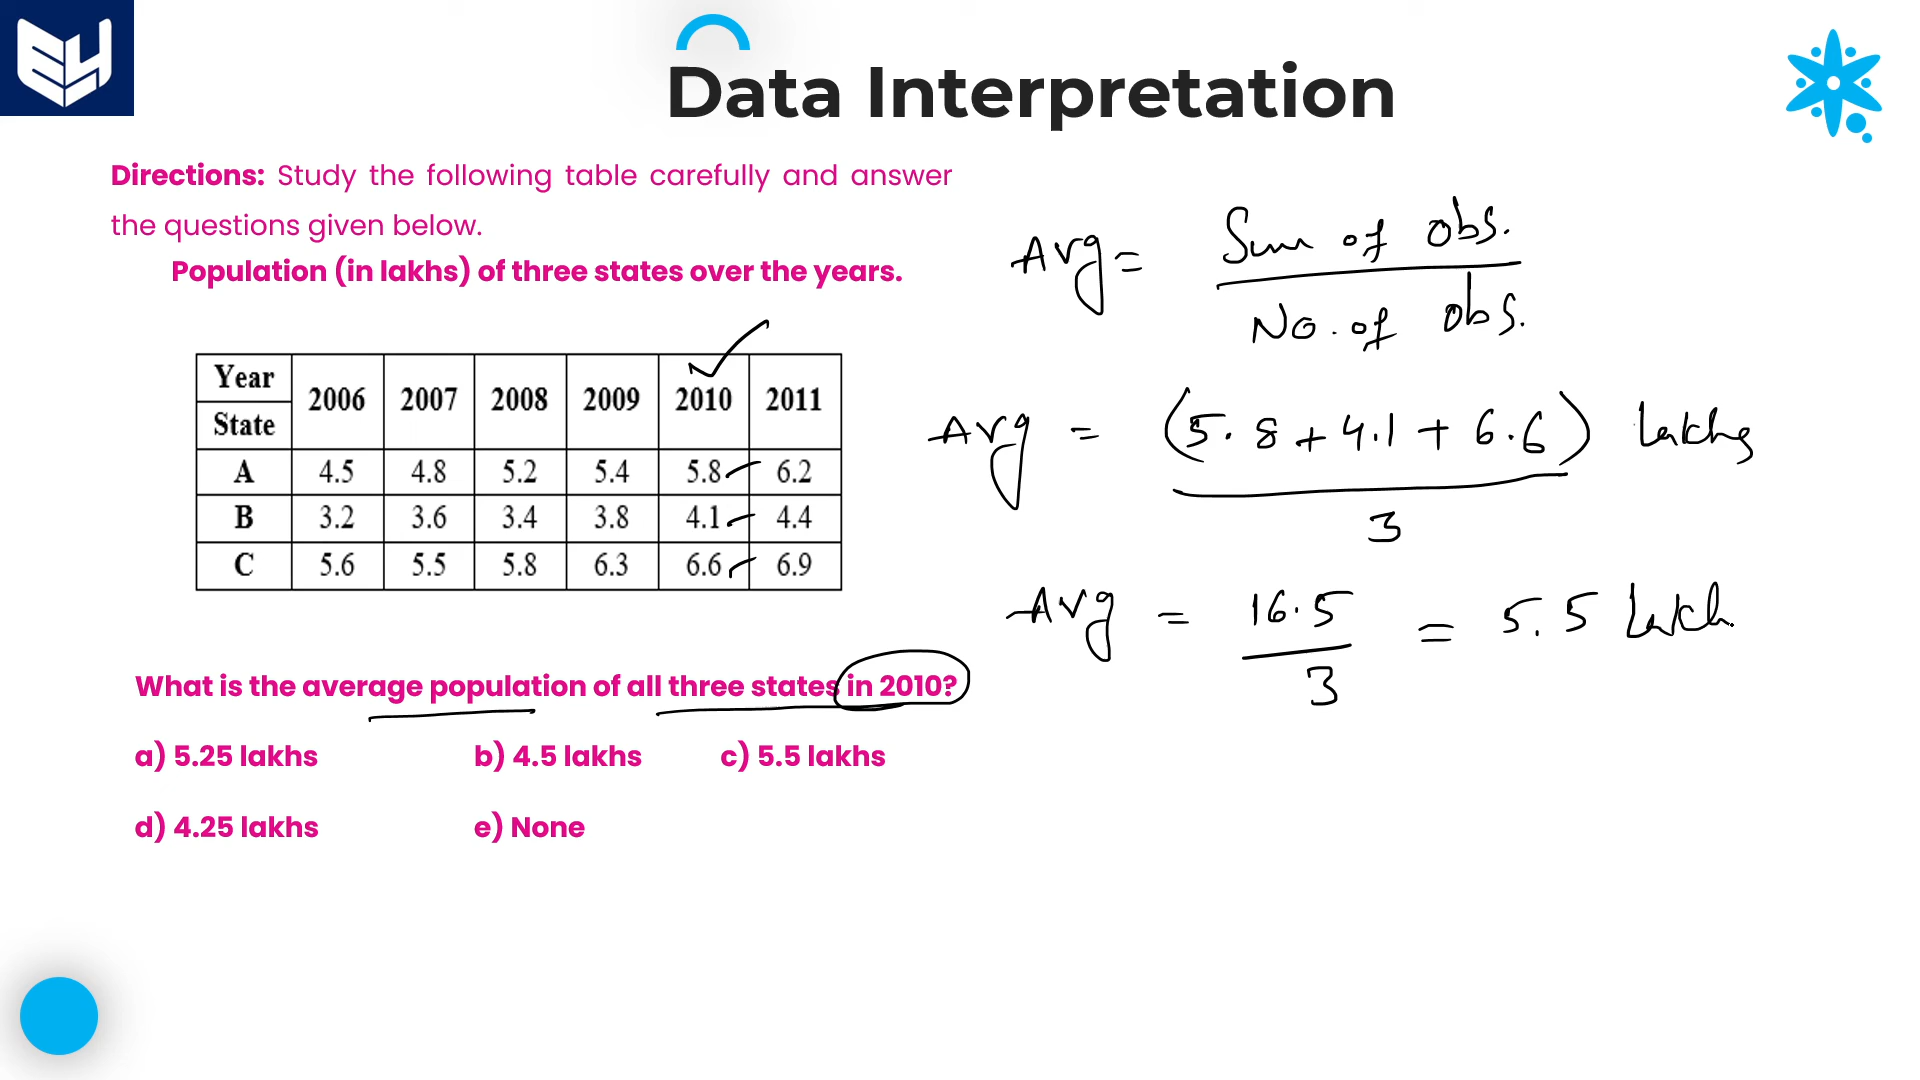 Data Interpretation
Directions: Study the following table carefully and answer
the questions given below.
Population (in lakhs) of three states over the years.
Year
State
2006 2007 2008 2009 2010 2011
A 4.5 4.8 5.2 5.4 5.8 6.2
B 3.2 3.6 3.4 3.8 4.1 4.4
C 5.6 5.5 5.8 6.3 6.6 6.9
What is the average population of all three states in 2010?
a) 5.25 lakhs b) 4.5 lakhs c) 5.5 lakhs
d) 4.25 lakhs e) None
Avg = Sum of obs.
No. of obs.
Avg = (5.8 + 4.1 + 6.6) lakhs
3
Avg = 16.5 = 5.5 lakh.
3